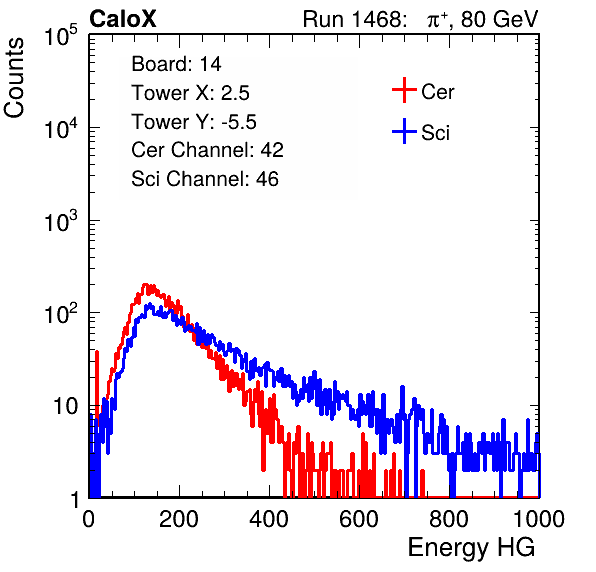 CaloX Run 1468: π⁺, 80 GeV
Counts
10⁵
10⁴
10³
10²
10
1
Board: 14
Tower X: 2.5
Tower Y: -5.5
Cer Channel: 42
Sci Channel: 46
Cer
Sci
0 200 400 600 800 1000
Energy HG